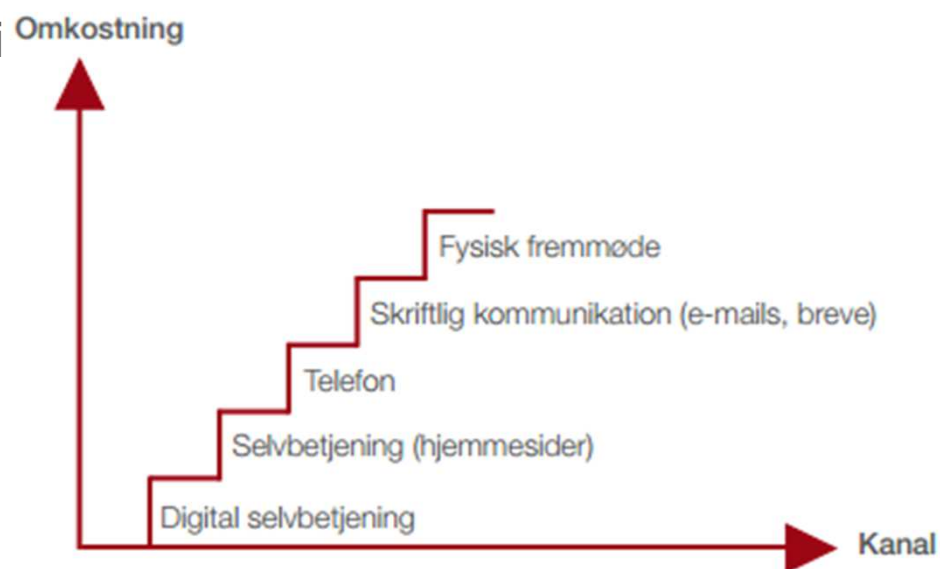 Omkostning
Fysisk fremmøde
Skriftlig kommunikation (e-mails, breve)
Telefon
Selvbetjening (hjemmesider)
Digital selvbetjening
Kanal